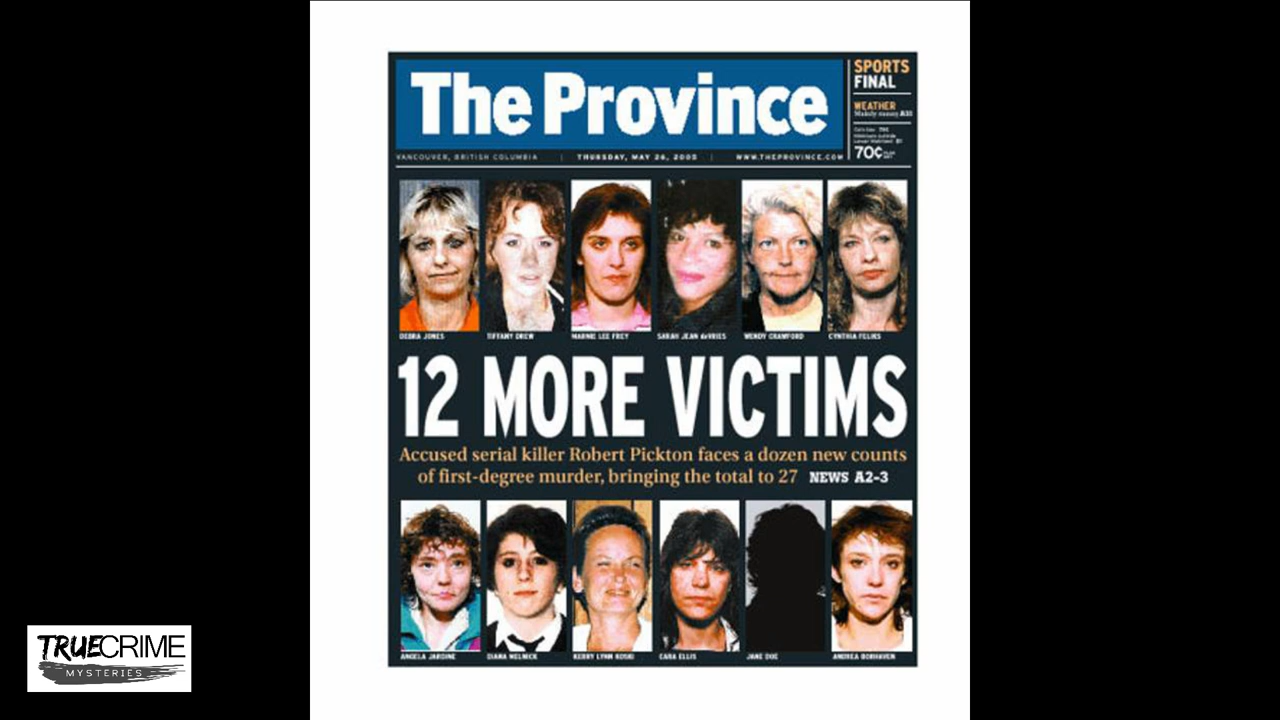 The Province
SPORTS
FINAL
WEATHER
Mainly sunny A33
70¢
VANCOUVER, BRITISH COLUMBIA | THURSDAY, MAY 26, 2005 | WWW.THEPROVINCE.COM
DEBRA JONES TIFFANY DREW MARNIE LEE FREY SARAH JEAN deVRIES WENDY CRAWFORD CYNTHIA FELIKS
12 MORE VICTIMS
Accused serial killer Robert Pickton faces a dozen new counts
of first-degree murder, bringing the total to 27 NEWS A2-3
ANGELA JARDINE DIANA MELNICK KERRY LYNN KOSKI CARA ELLIS JANE DOE ANDREA BORHAVEN
TRUECRIME
MYSTERIES